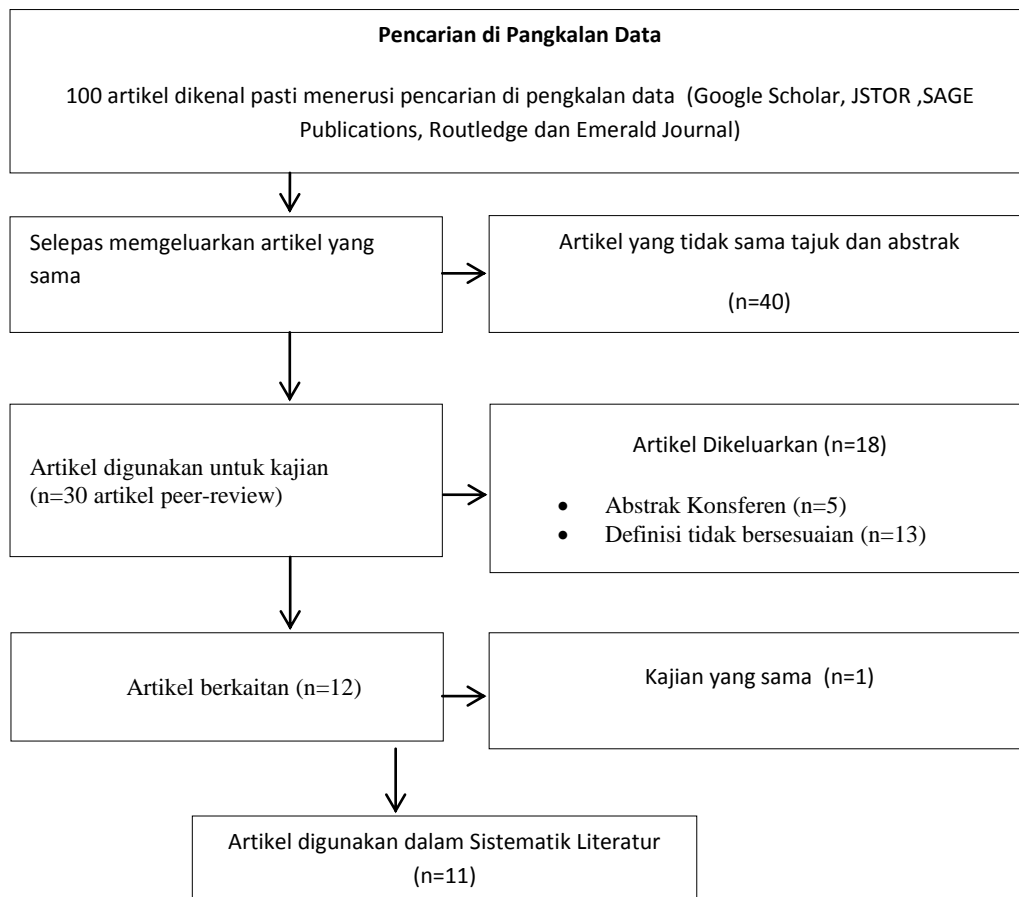 Pencarian di Pangkalan Data
100 artikel dikenal pasti menerusi pencarian di pengkalan data (Google Scholar, JSTOR ,SAGE
Publications, Routledge dan Emerald Journal)
Selepas memgeluarkan artikel yang
sama
Artikel yang tidak sama tajuk dan abstrak
(n=40)
Artikel digunakan untuk kajian
(n=30 artikel peer-review)
Artikel Dikeluarkan (n=18)
• Abstrak Konsferen (n=5)
• Definisi tidak bersesuaian (n=13)
Artikel berkaitan (n=12)
Kajian yang sama (n=1)
Artikel digunakan dalam Sistematik Literatur
(n=11)